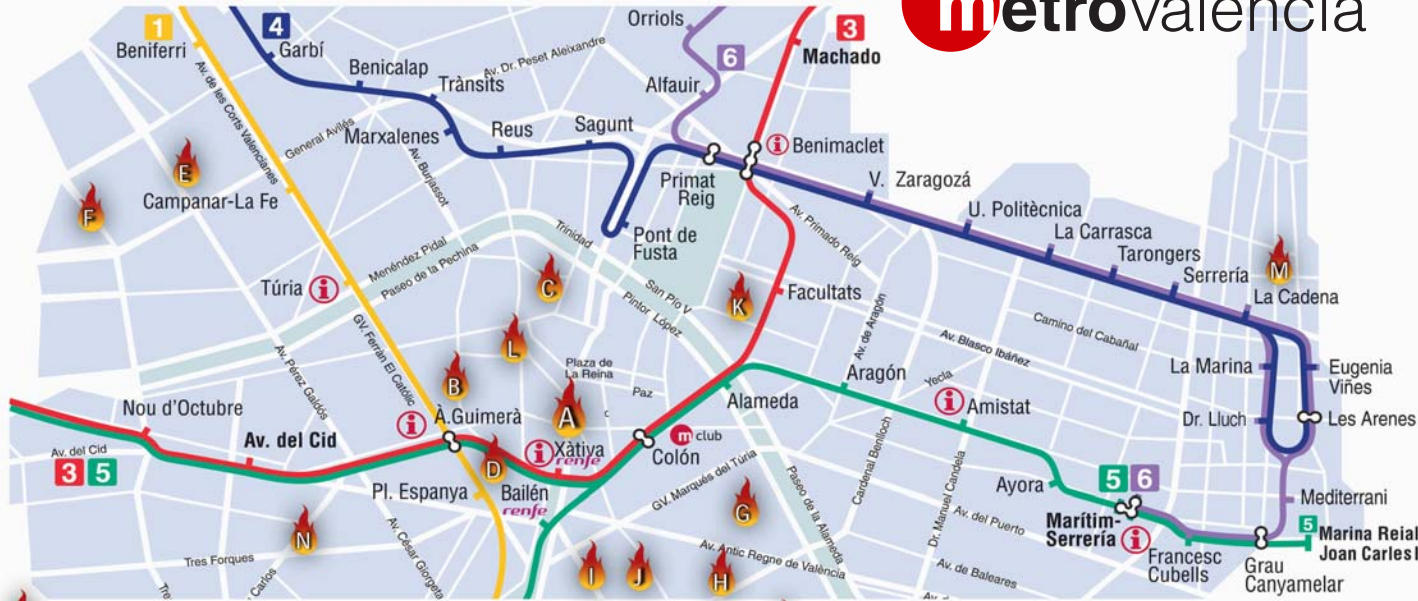 metrovalencia
1
Beniferri
4
Garbí
Benicalap
Trànsits
Marxalenes
Reus
Sagunt
Av. Dr. Peset Aleixandre
Orriols
6
Alfauir
3
Machado
i Benimaclet
Primat
Reig
Pont de
Fusta
V. Zaragozá
U. Politècnica
La Carrasca
Tarongers
Serrería
La Cadena
M
Eugenia
Viñes
Les Arenes
La Marina
Dr. Lluch
Mediterrani
5
Marina Reial
Joan Carles I
Grau
Canyamelar
Francesc
Cubells
5 6
Marítim-
Serrería i
Ayora
i Amistat
Aragón
Alameda
Facultats
K
Av. Primado Reig
Av. de Aragón
Av. Blasco Ibáñez
Camino del Cabañal
Yecla
Cardenal Benlloch
Dr. Manuel Candela
Av. del Puerto
Av. de Baleares
Paseo de la Alameda
Av. de les Corts Valencianes
General Avilés
Av. Burjassot
E
Campanar-La Fe
F
Túria i
Menéndez Pidal
Paseo de la Pechina
Trinidad
San Pío V
Pintor López
C
L
B
GV. Ferràn El Catòlic
Av. Pérez Galdós
Plaza de
La Reina
Paz
A
c
Nou d'Octubre
Av. del Cid
Av. del Cid
3 5
i
À.Guimerà
D
i Xàtiva
renfe
m club
Colón
Pl. Espanya
Bailén
renfe
GV. Marqués del Túria
G
N
Tres Forques
Carlos
Av. César Giorgeta
I
J
H
Av. Antic Regne de València